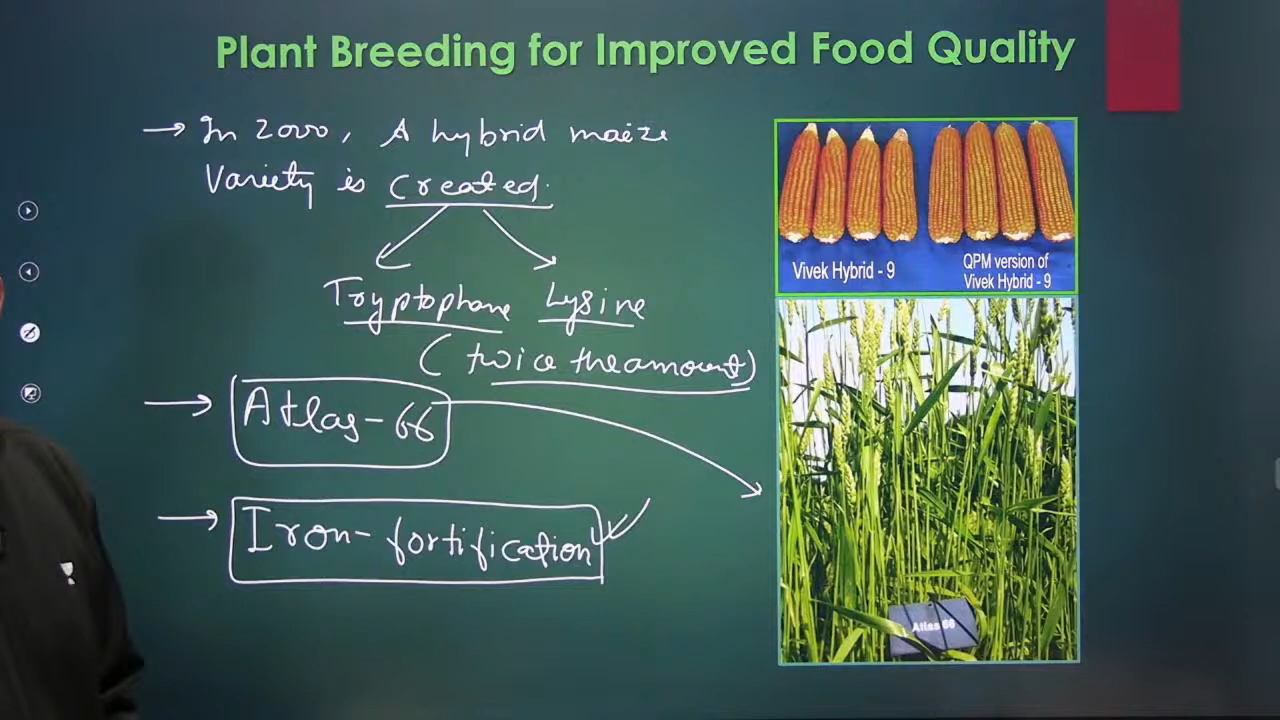 Plant Breeding for Improved Food Quality
→ In 2000, A hybrid maize
Variety is created.
Tryptophane Lysine
(twice the amount)
→ Atlas-66
→ Iron-fortification
Vivek Hybrid - 9
QPM version of
Vivek Hybrid - 9
Atlas 66